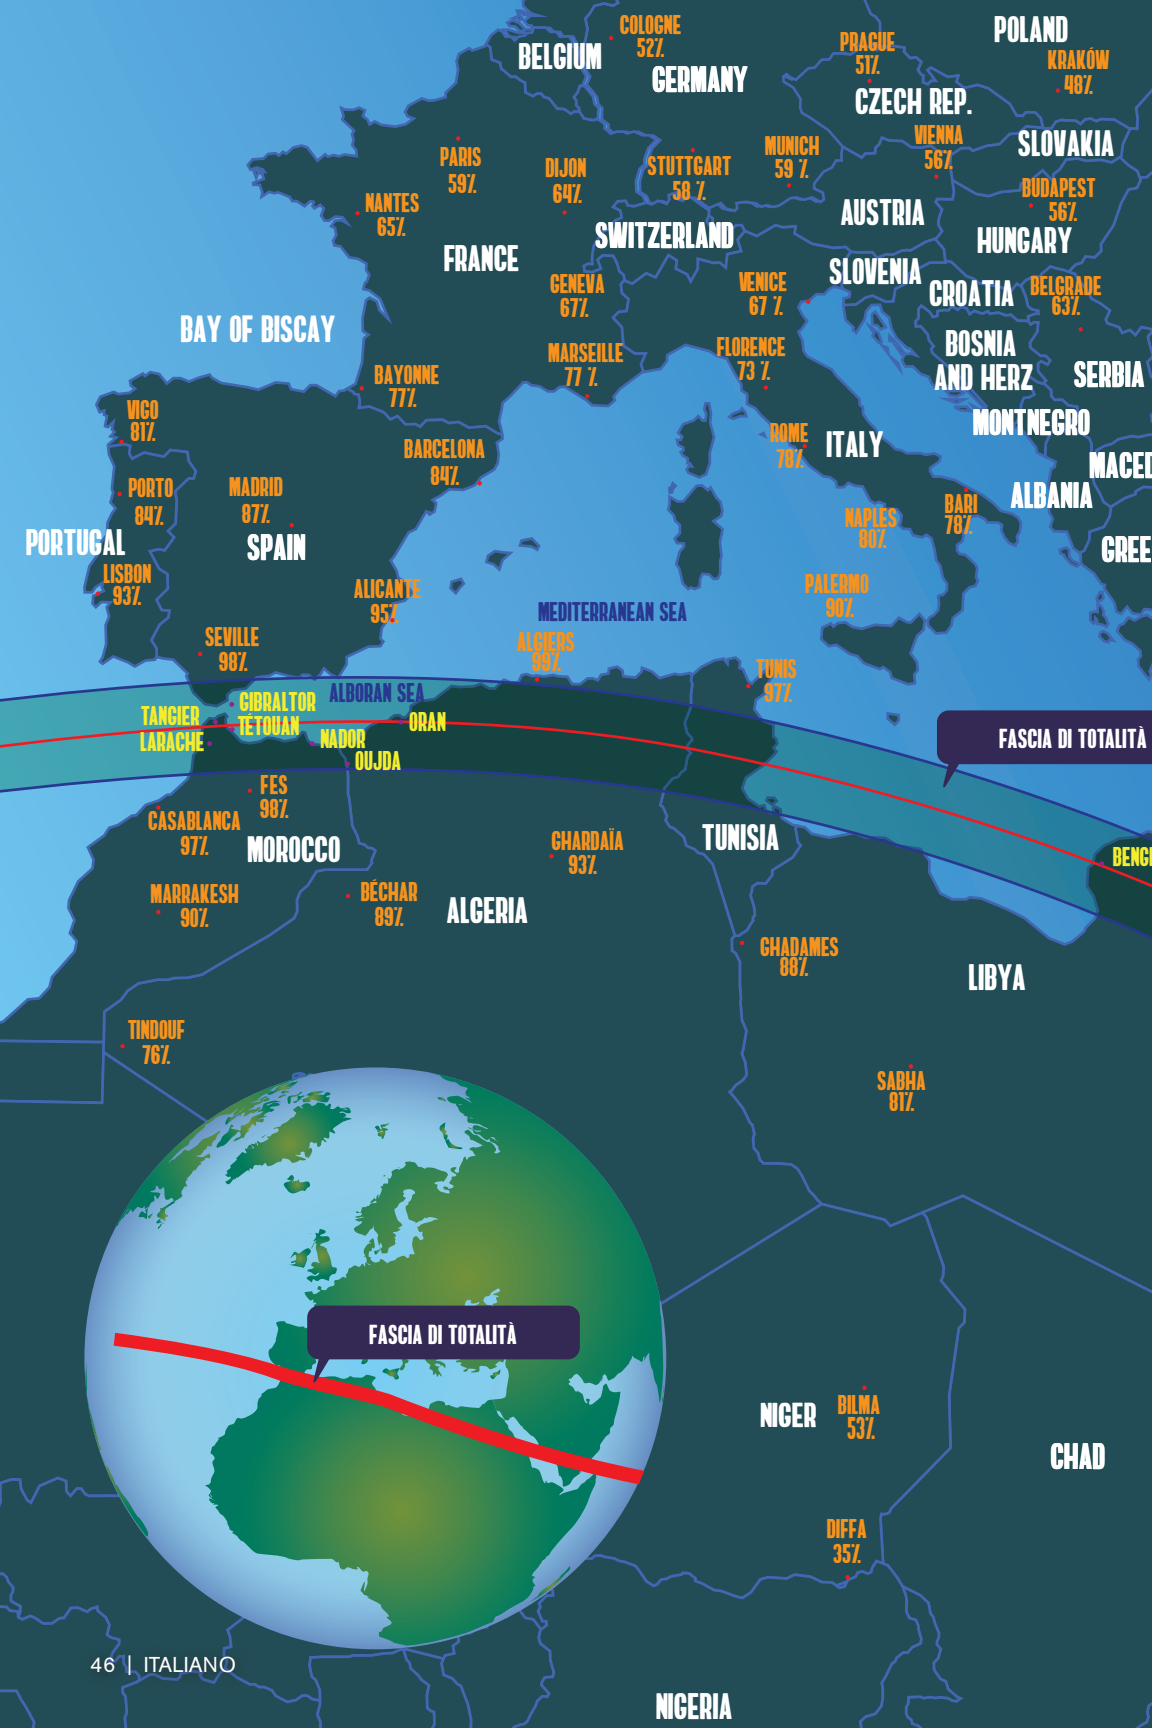 COLOGNE
52%
BELGIUM
GERMANY
PRAGUE
51%
POLAND
KRAKÓW
48%
CZECH REP.
VIENNA
56%
SLOVAKIA
PARIS
59%
DIJON
64%
STUTTGART
58 %
MUNICH
59 %
BUDAPEST
56%
NANTES
65%
AUSTRIA
SWITZERLAND
HUNGARY
FRANCE
GENEVA
67%
VENICE
67 %
SLOVENIA
CROATIA
BELGRADE
63%
BAY OF BISCAY
MARSEILLE
77 %
FLORENCE
73 %
BOSNIA
AND HERZ
SERBIA
BAYONNE
77%
VIGO
81%
BARCELONA
84%
ROME
78%
ITALY
MONTNEGRO
MACED
PORTO
84%
MADRID
87%
ALBANIA
BARI
78%
NAPLES
80%
PORTUGAL
SPAIN
GREE
LISBON
93%
ALICANTE
95%
PALERMO
90%
MEDITERRANEAN SEA
SEVILLE
98%
ALGIERS
99%
TUNIS
97%
ALBORAN SEA
GIBRALTOR
TANGIER
TÉTOUAN
LARACHE
NADOR
ORAN
OUJDA
FASCIA DI TOTALITÀ
FES
98%
CASABLANCA
97%
MOROCCO
GHARDAÏA
93%
TUNISIA
BENG
MARRAKESH
90%
BÉCHAR
89%
ALGERIA
GHADAMES
88%
LIBYA
TINDOUF
76%
SABHA
81%
FASCIA DI TOTALITÀ
NIGER
BILMA
53%
CHAD
DIFFA
35%
46 | ITALIANO
NIGERIA